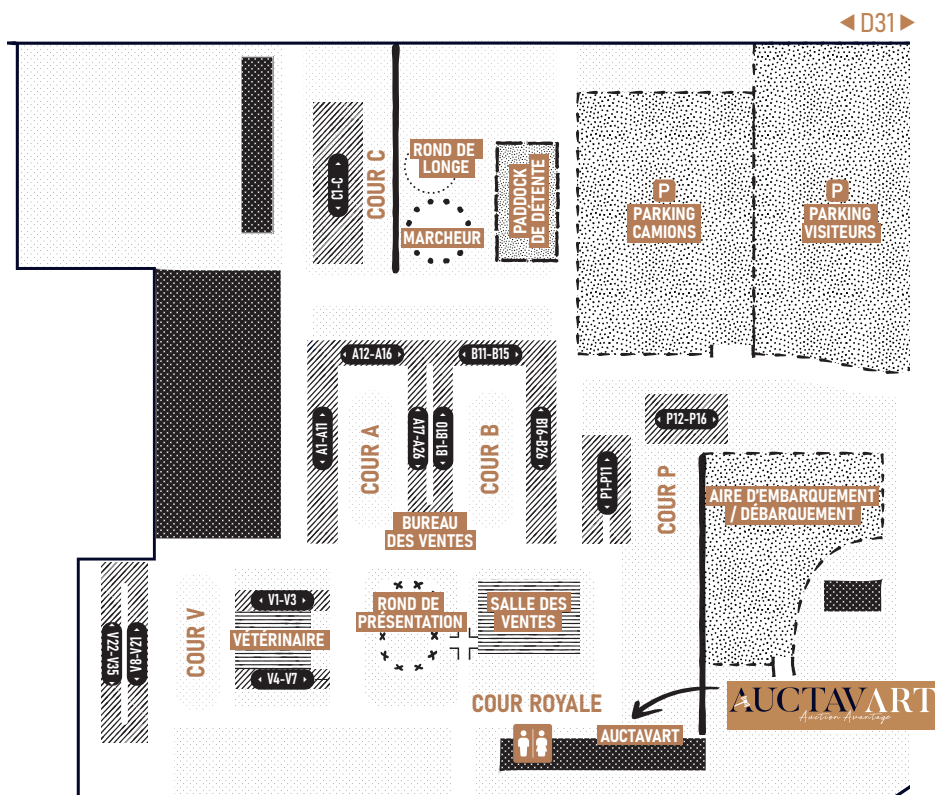 D31
COUR C
C1-C
ROND DE
LONGE
MARCHEUR
PADDOCK
DE DÉTENTE
P
PARKING
CAMIONS
P
PARKING
VISITEURS
A12-A16
B11-B15
A1-A11
COUR A
A17-A26
B1-B10
COUR B
B16-B26
P12-P16
P1-P11
COUR P
AIRE D'EMBARQUEMENT
/ DÉBARQUEMENT
BUREAU
DES VENTES
V22-V35
V8-V21
COUR V
V1-V3
VÉTÉRINAIRE
V4-V7
ROND DE
PRÉSENTATION
SALLE DES
VENTES
COUR ROYALE
AUCTAVART
AUCTAVART
Auction Avantage